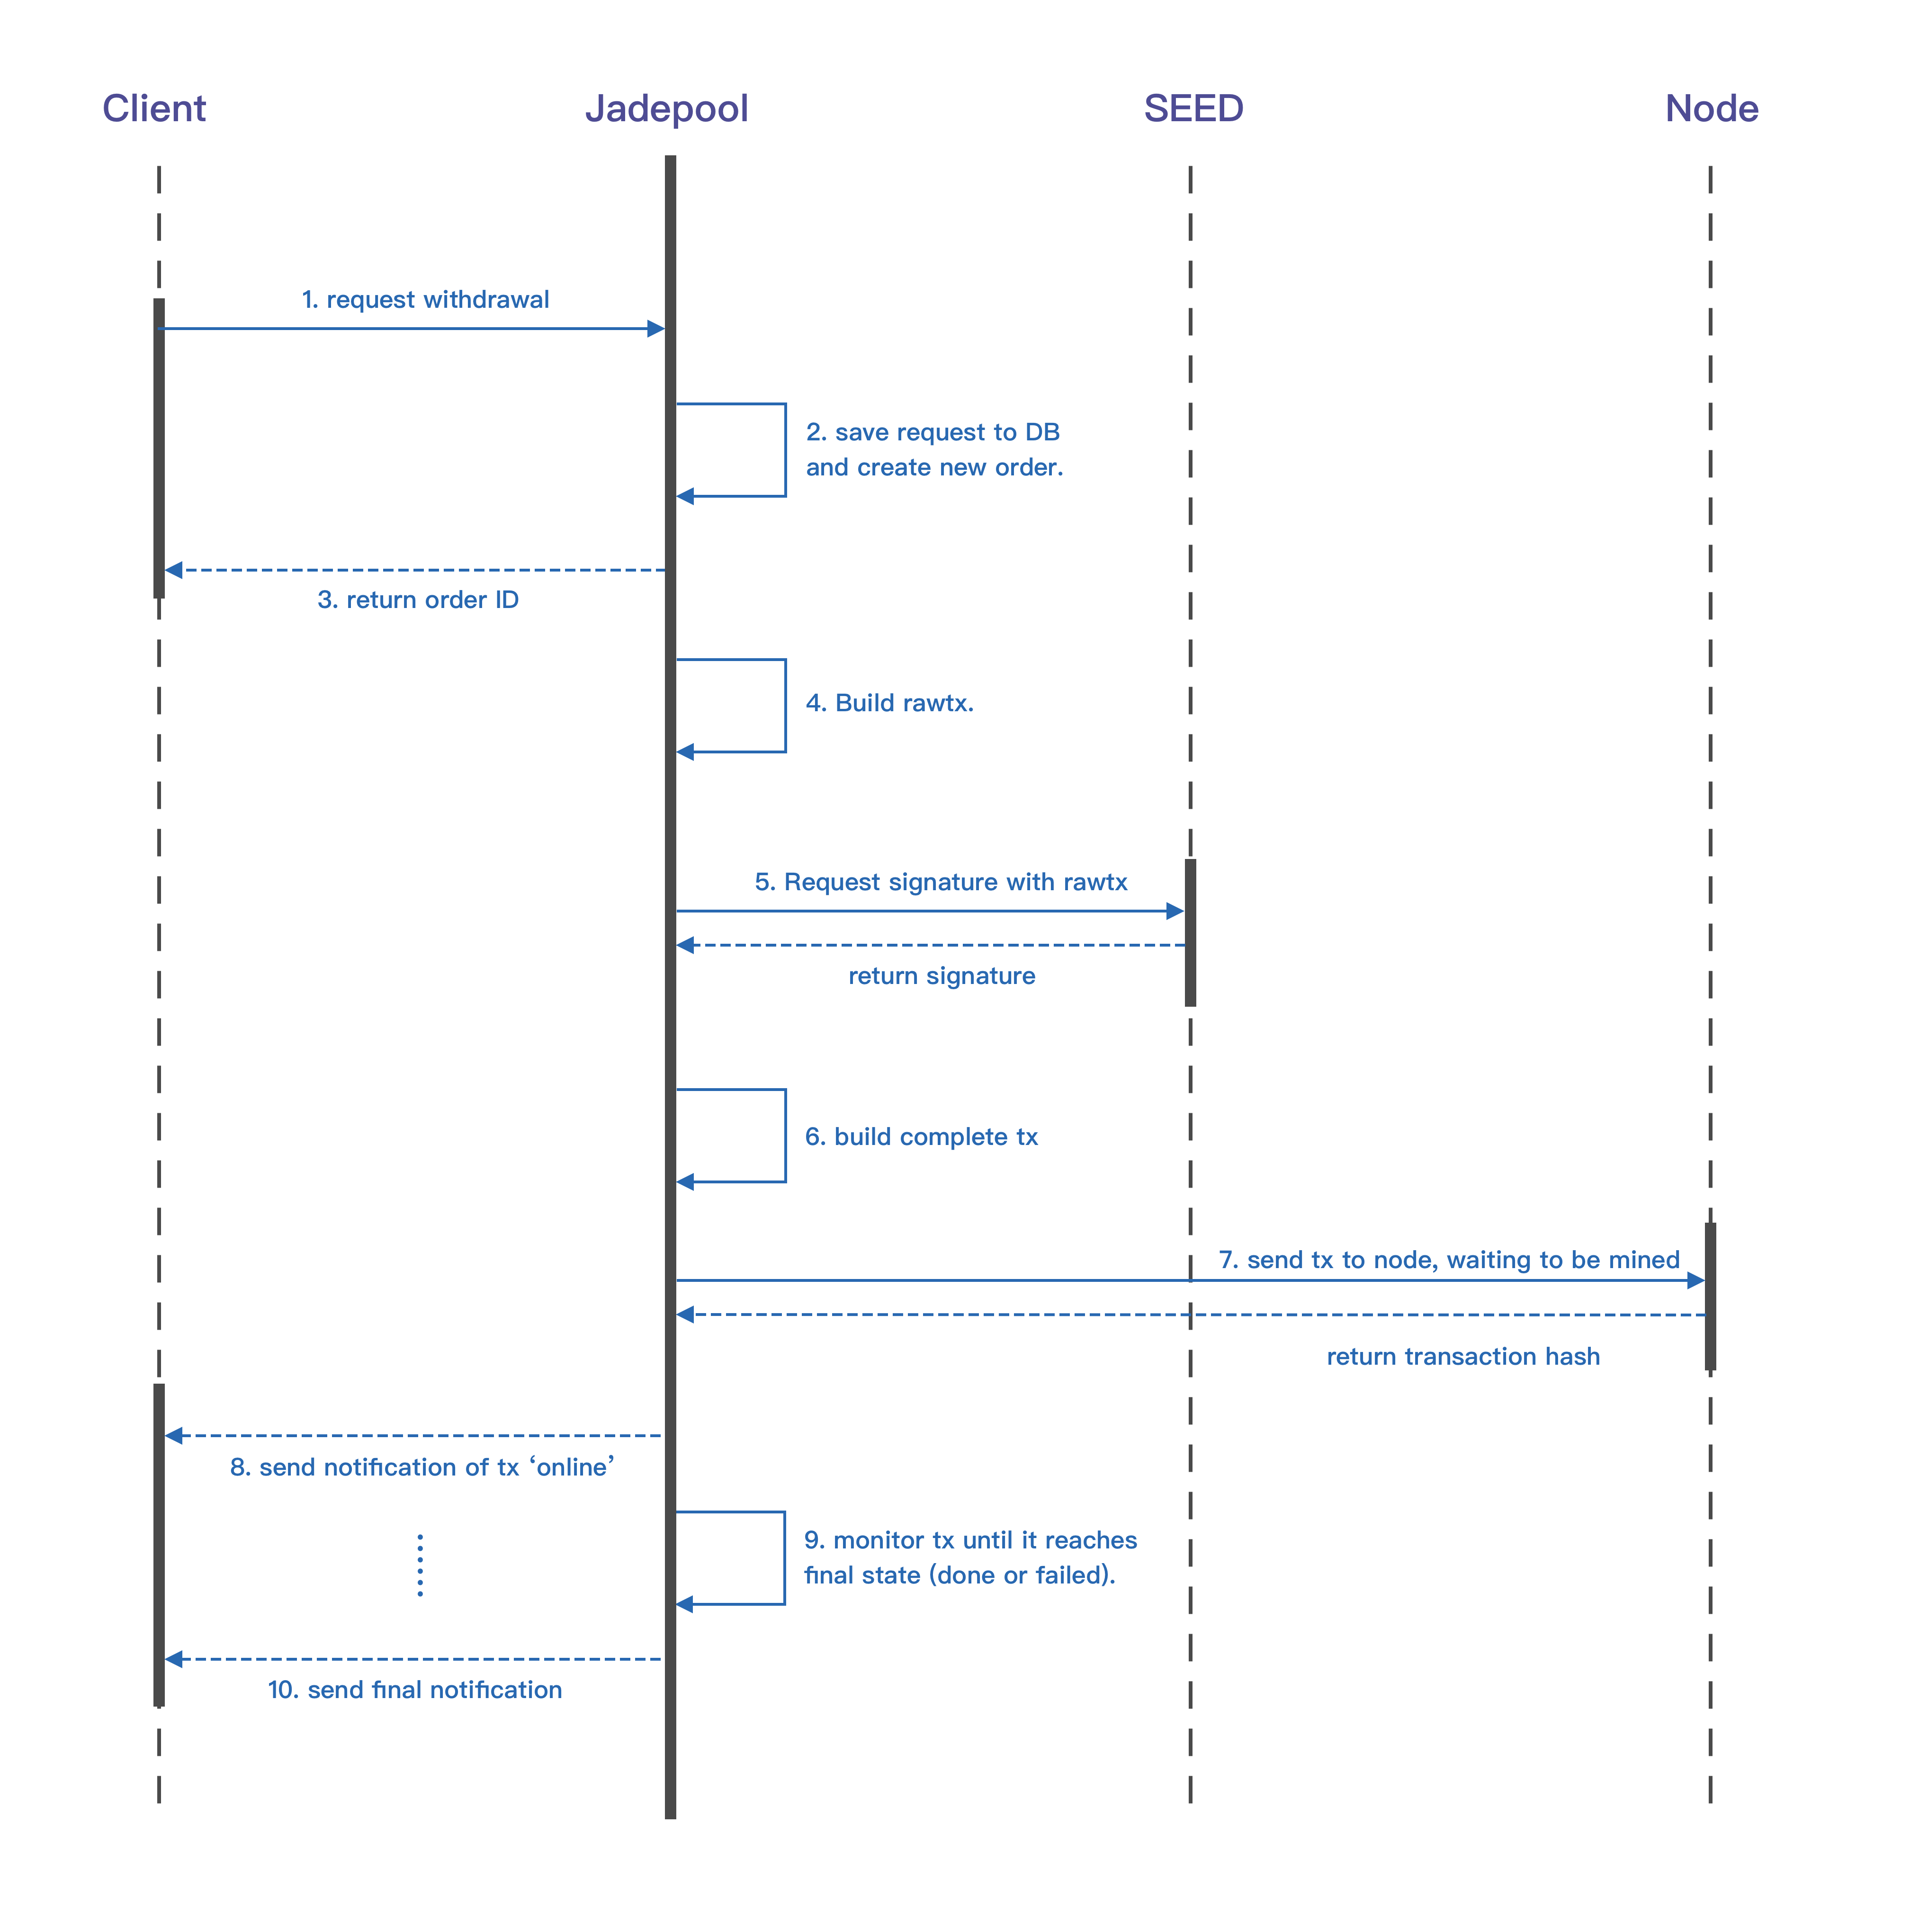 Client
Jadepool
SEED
Node
1. request withdrawal
2. save request to DB
and create new order.
3. return order ID
4. Build rawtx.
5. Request signature with rawtx
return signature
6. build complete tx
7. send tx to node, waiting to be mined
return transaction hash
8. send notification of tx ‘online’
9. monitor tx until it reaches
final state (done or failed).
10. send final notification